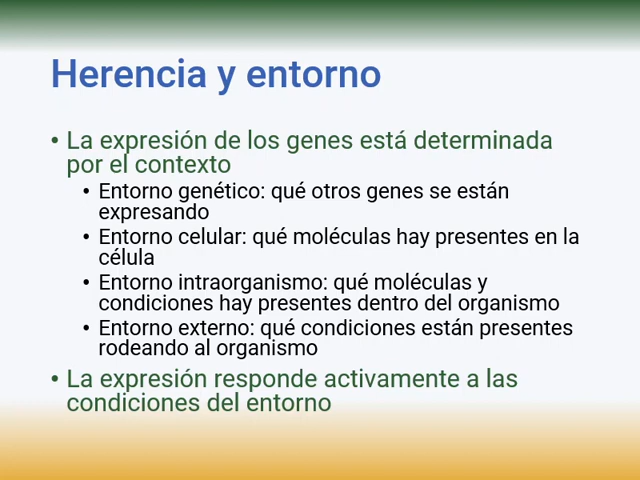 Herencia y entorno
• La expresión de los genes está determinada
por el contexto
• Entorno genético: qué otros genes se están
expresando
• Entorno celular: qué moléculas hay presentes en la
célula
• Entorno intraorganismo: qué moléculas y
condiciones hay presentes dentro del organismo
• Entorno externo: qué condiciones están presentes
rodeando al organismo
• La expresión responde activamente a las
condiciones del entorno